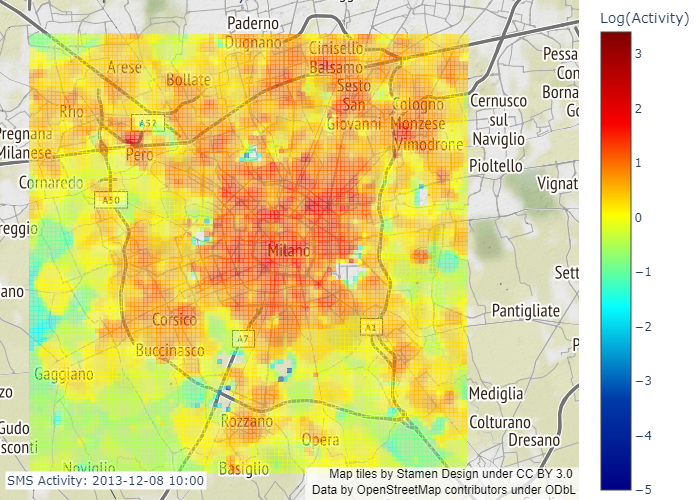 Paderno
Dugnano
Log(Activity)
Cinisello
Balsamo
Arese
Bollate
Sesto
San
Giovanni
Pessa
Con
Borna
Go
Rho
A52
Cologno
Monzese
Vimodrone
Cernusco
sul
Naviglio
Pregnana
Milanese
Pero
Pioltello
Cornaredo
Vignat
A50
reggio
Milano
Sett
ano
Pantigliate
Corsico
A7
A1
Buccinasco
Gaggiano
zo
Mediglia
Rozzano
Colturano
Gudo
sconti
Opera
Dresano
Noviglio
Basiglio
SMS Activity: 2013-12-08 10:00
Map tiles by Stamen Design under CC BY 3.0
Data by OpenStreetMap contributors under ODbL
3
2
1
0
−1
−2
−3
−4
−5